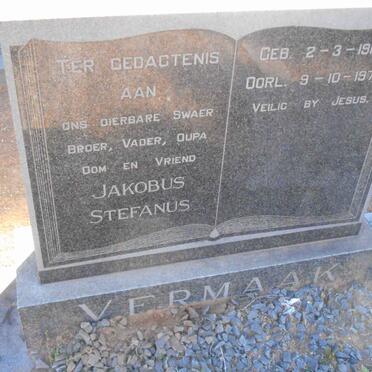 TER GEDACTENIS
AAN
ONS DIERBARE SWAER
BROER, VADER, OUPA
OOM EN VRIEND
JAKOBUS
STEFANUS
GEB. 2-3-19
OORL. 9-10-197
VEILIG BY JESUS.
VERMAAK